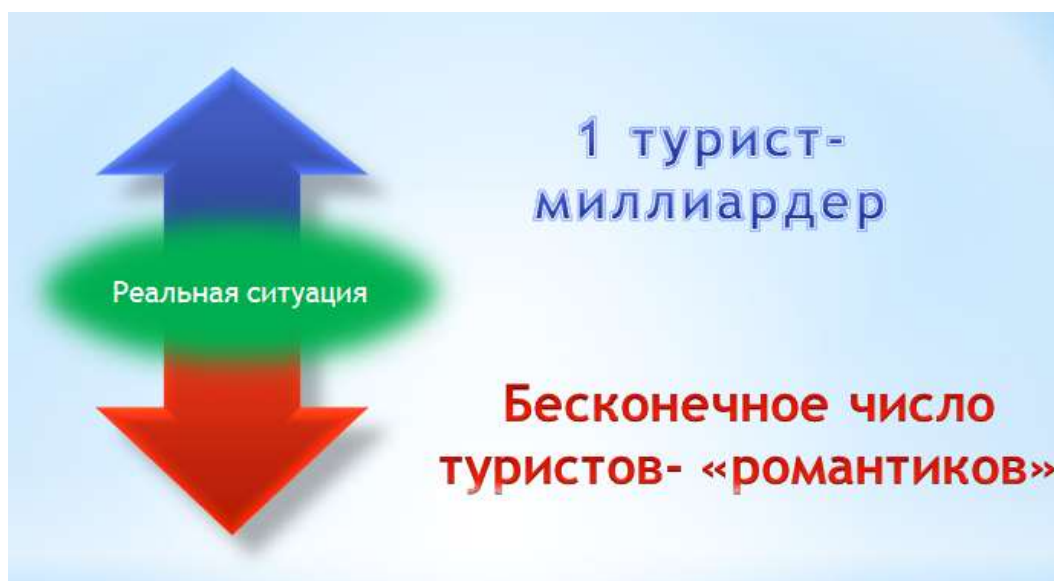 1 турист-
миллиардер
Реальная ситуация
Бесконечное число
туристов- «романтиков»